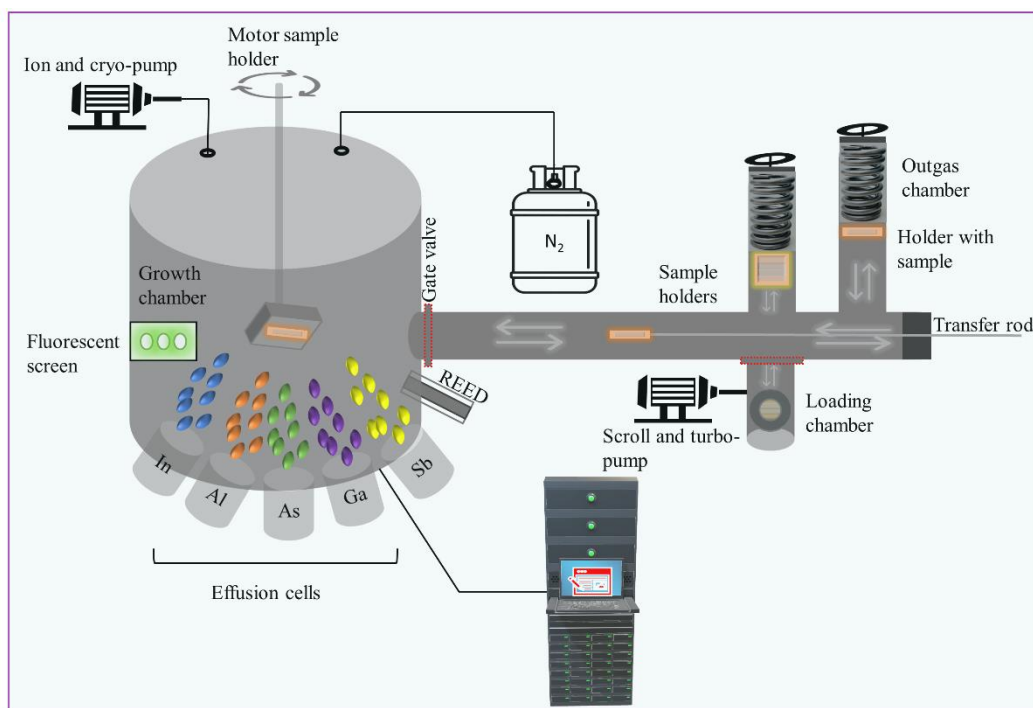 Motor sample
holder
Ion and cryo-pump
Outgas
chamber
N2
Gate valve
Holder with
sample
Growth
chamber
Sample
holders
Transfer rod
Fluorescent
screen
REED
Loading
chamber
Scroll and turbo-
pump
In
Al
As
Ga
Sb
Effusion cells